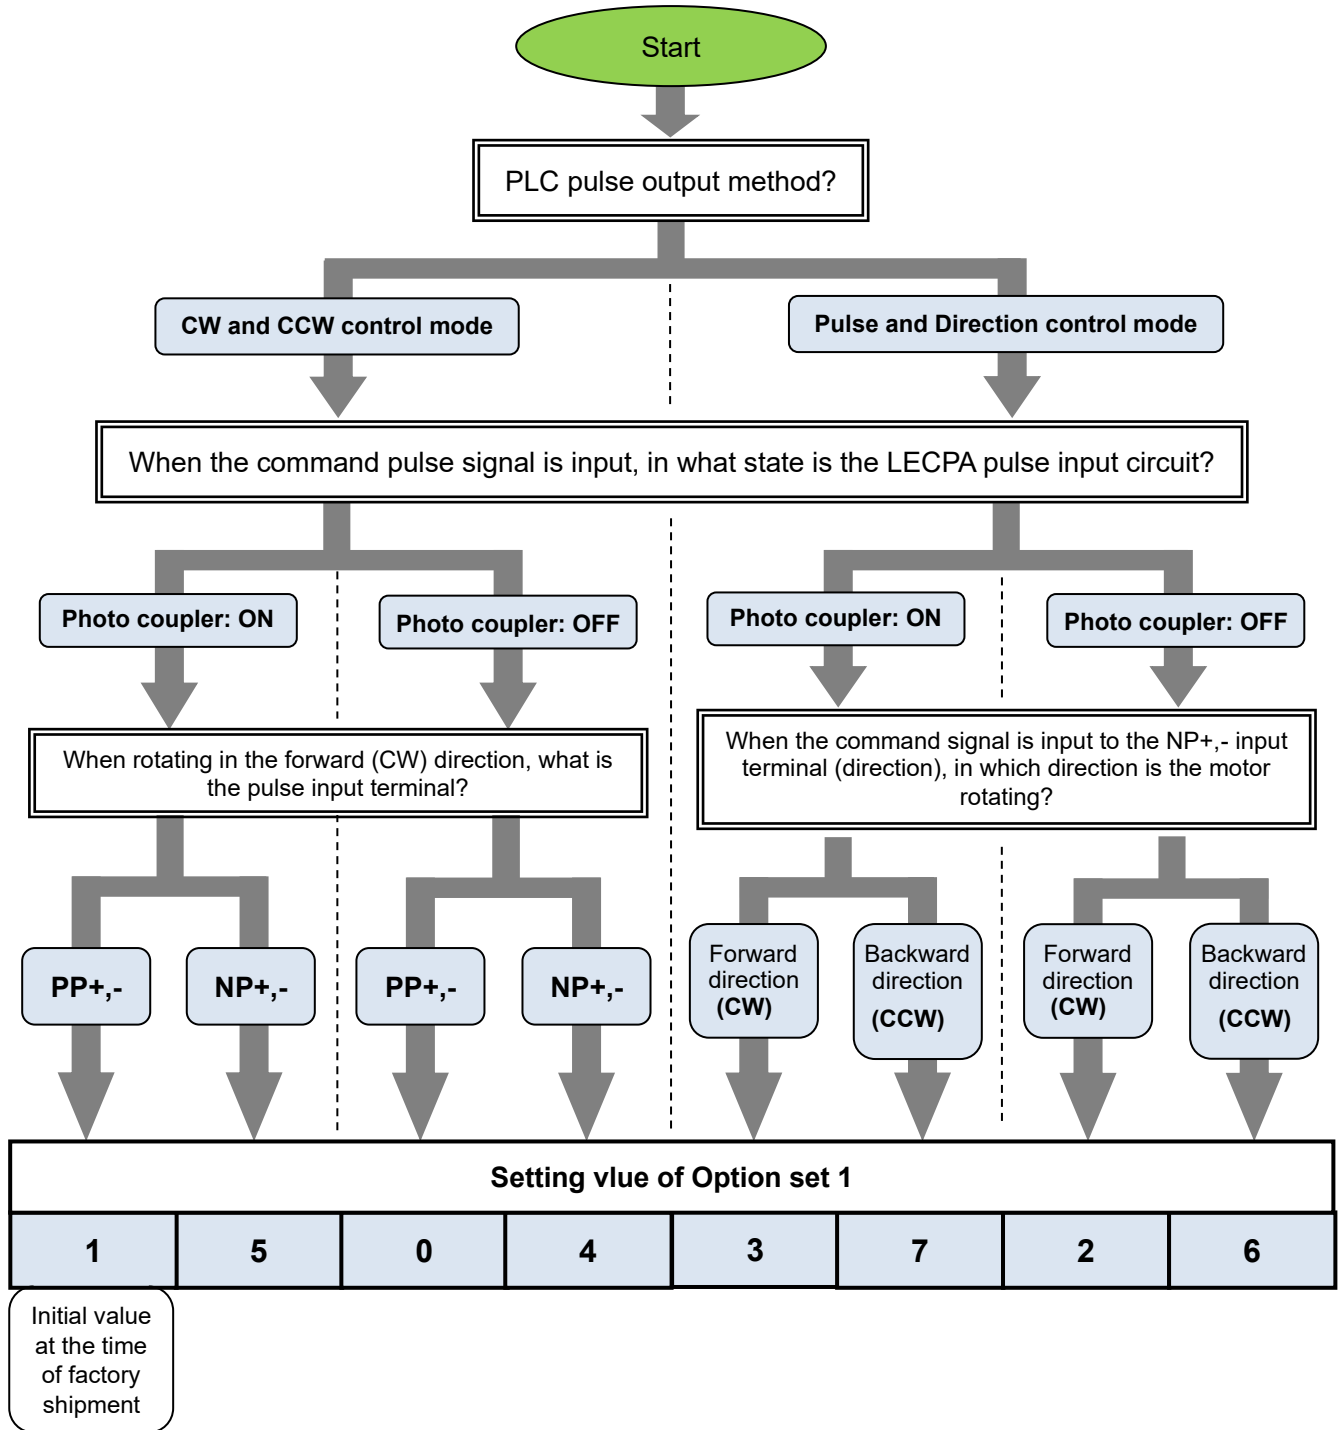 Start
PLC pulse output method?
CW and CCW control mode
Pulse and Direction control mode
When the command pulse signal is input, in what state is the LECPA pulse input circuit?
Photo coupler: ON
Photo coupler: OFF
Photo coupler: ON
Photo coupler: OFF
When rotating in the forward (CW) direction, what is
the pulse input terminal?
When the command signal is input to the NP+,- input
terminal (direction), in which direction is the motor
rotating?
PP+,-
NP+,-
PP+,-
NP+,-
Forward
direction
(CW)
Backward
direction
(CCW)
Forward
direction
(CW)
Backward
direction
(CCW)
Setting vlue of Option set 1
1
5
0
4
3
7
2
6
Initial value
at the time
of factory
shipment